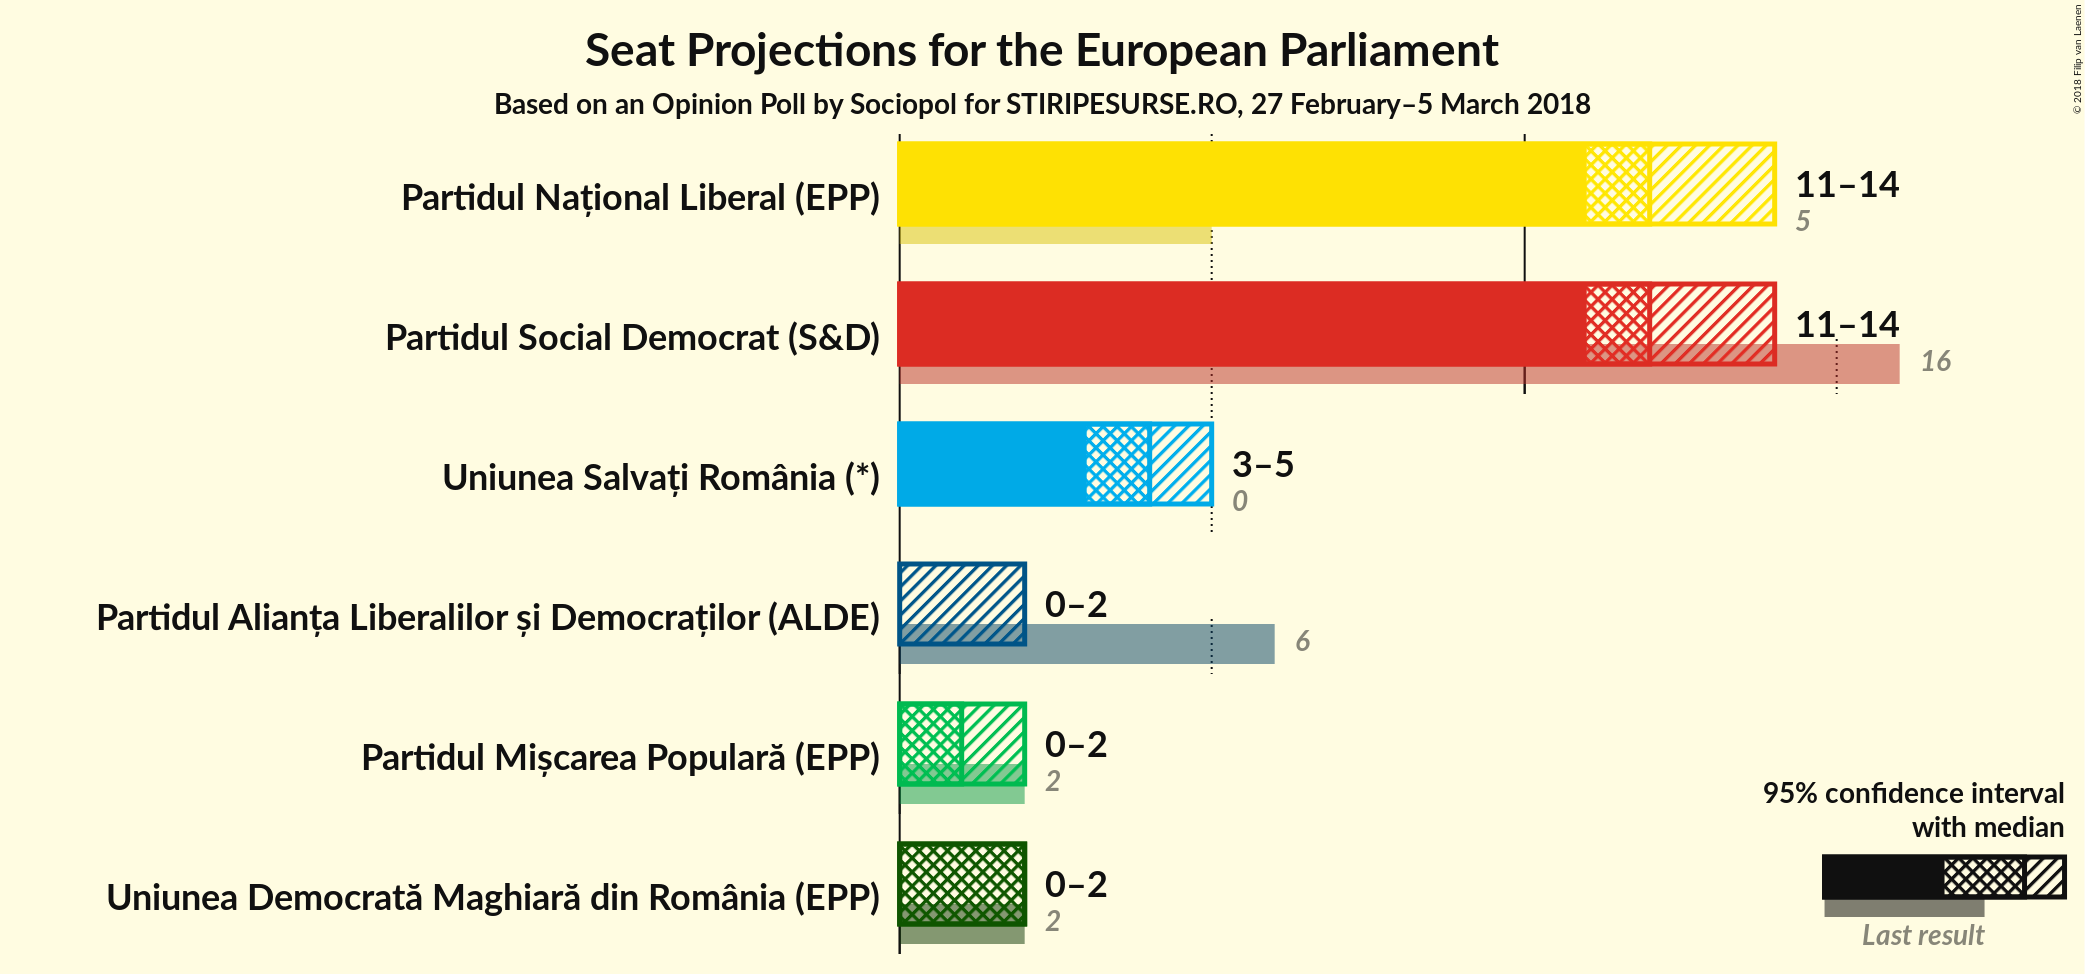 Seat Projections for the European Parliament
Based on an Opinion Poll by Sociopol for STIRIPESURSE.RO, 27 February–5 March 2018
© 2018 Filip van Laenen
Partidul Național Liberal (EPP)
11–14
5
Partidul Social Democrat (S&D)
11–14
16
Uniunea Salvați România (*)
3–5
0
Partidul Alianța Liberalilor și Democraților (ALDE)
0–2
6
Partidul Mișcarea Populară (EPP)
0–2
2
Uniunea Democrată Maghiară din România (EPP)
0–2
2
95% confidence interval
with median
Last result